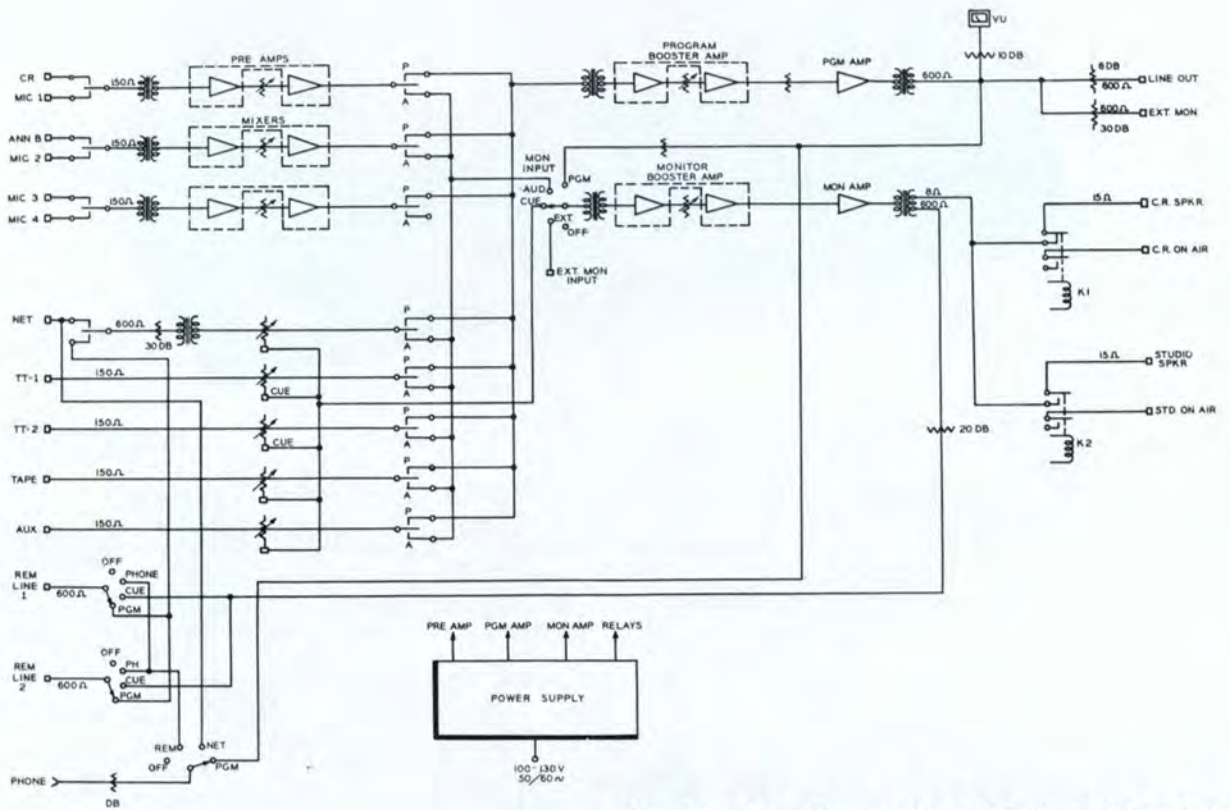 VU
10 DB
PRE AMPS
PROGRAM
BOOSTER AMP
PGM AMP
600Ω
6DB
600Ω
LINE OUT
600Ω
30 DB
EXT. MON
CR
MIC 1
150Ω
P
A
MIXERS
ANN B
MIC 2
150Ω
P
A
MON
INPUT
PGM
AUD
CUE
EXT.
OFF
EXT. MON
INPUT
MONITOR
BOOSTER AMP
MON AMP
8Ω
600Ω
MIC 3
MIC 4
150Ω
P
A
15Ω
C.R. SPKR
C.R. ON AIR
K1
NET
600Ω
30 DB
P
A
TT-1
150Ω
CUE
P
A
15Ω
STUDIO
SPKR
STD. ON AIR
K2
TT-2
150Ω
CUE
P
A
20 DB
TAPE
150Ω
P
A
AUX
150Ω
P
A
REM
LINE
1
600Ω
OFF
PHONE
CUE
PGM
REM
LINE
2
600Ω
OFF
PH
CUE
PGM
PRE AMP
PGM AMP
MON AMP
RELAYS
POWER SUPPLY
100-130V
50/60∿
REM
OFF
NET
PGM
PHONE
DB